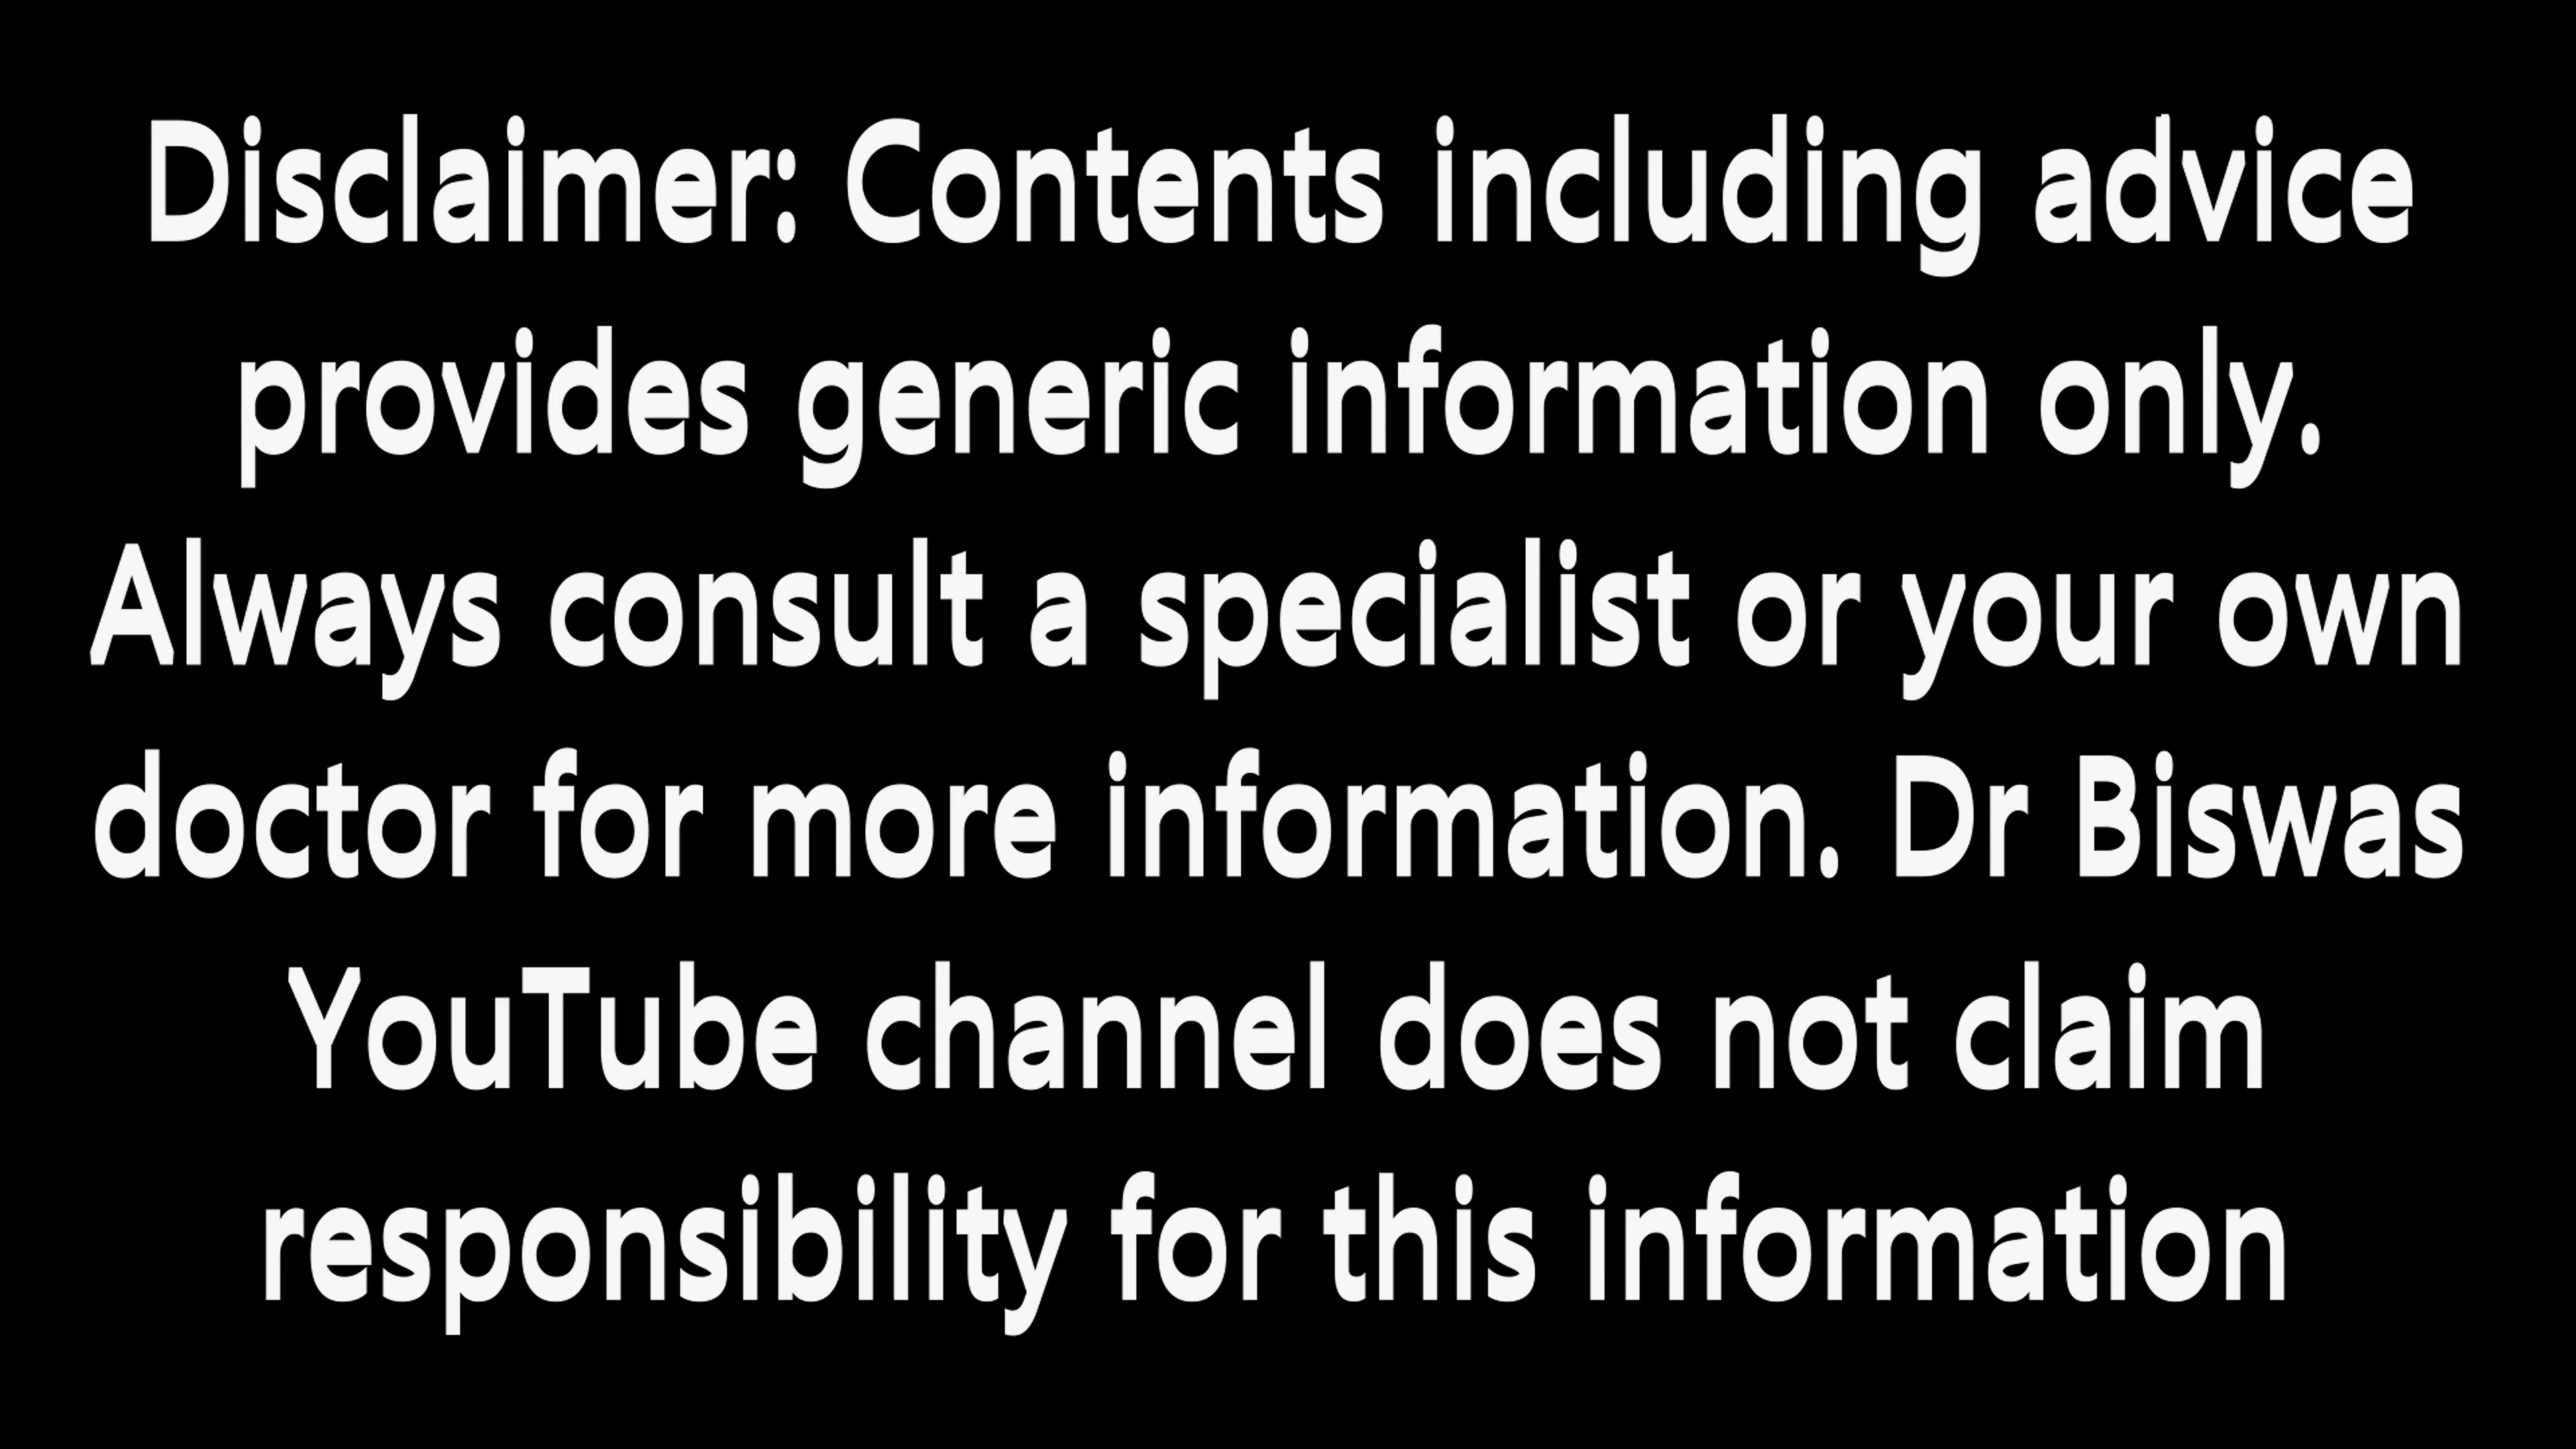 Disclaimer: Contents including advice
provides generic information only.
Always consult a specialist or your own
doctor for more information. Dr Biswas
YouTube channel does not claim
responsibility for this information